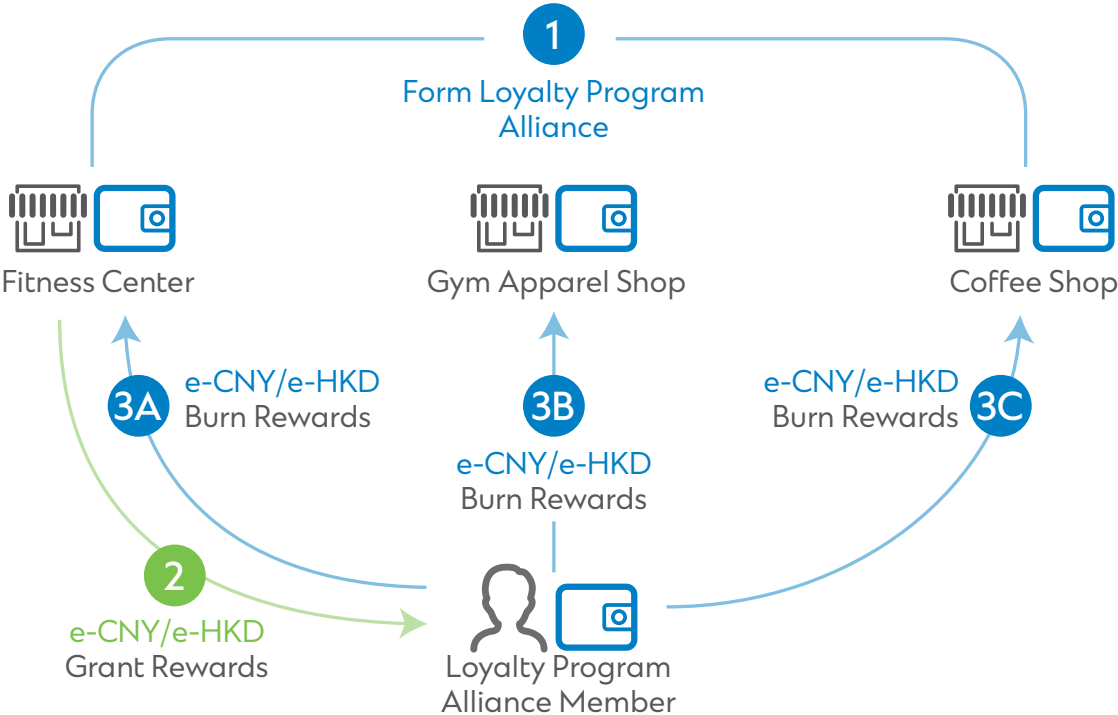 1
Form Loyalty Program
Alliance
Fitness Center
Gym Apparel Shop
Coffee Shop
3A
e-CNY/e-HKD
Burn Rewards
3B
e-CNY/e-HKD
Burn Rewards
e-CNY/e-HKD
Burn Rewards
3C
2
e-CNY/e-HKD
Grant Rewards
Loyalty Program
Alliance Member